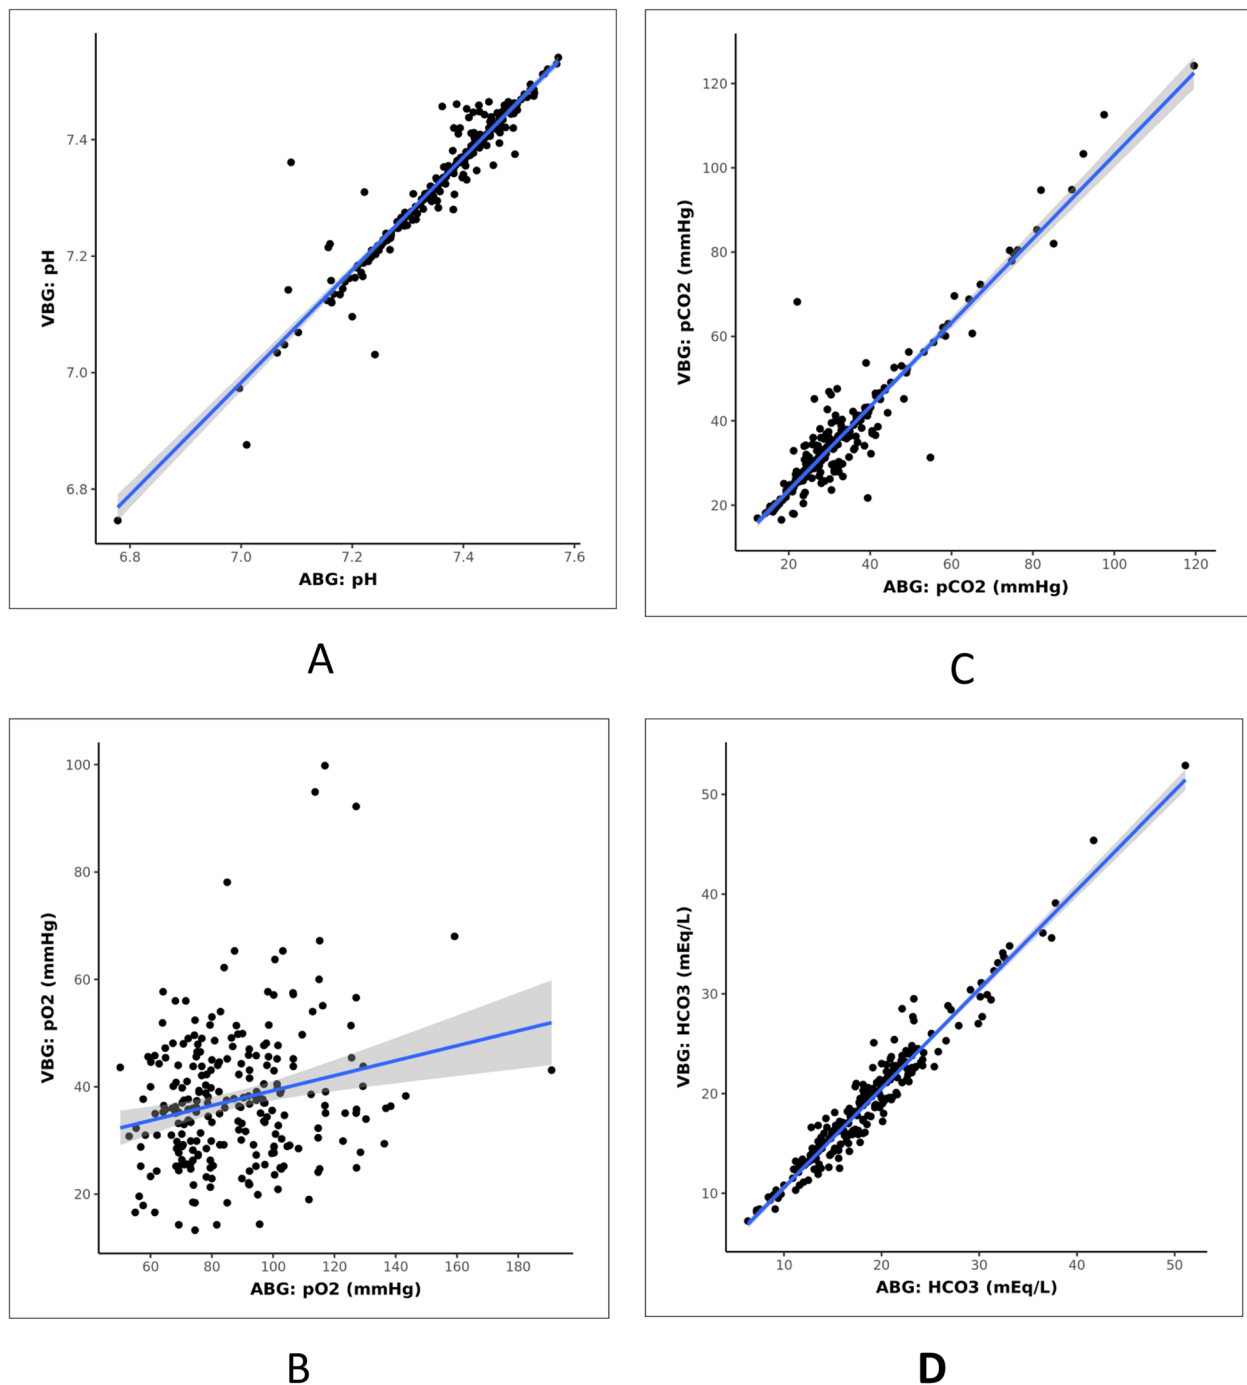 7.4
7.2
7.0
6.8
VBG: pH
6.8 7.0 7.2 7.4 7.6
ABG: pH
A
120
100
80
60
40
20
VBG: pCO2 (mmHg)
20 40 60 80 100 120
ABG: pCO2 (mmHg)
C
100
80
60
40
20
VBG: pO2 (mmHg)
60 80 100 120 140 160 180
ABG: pO2 (mmHg)
B
50
40
30
20
10
VBG: HCO3 (mEq/L)
10 20 30 40 50
ABG: HCO3 (mEq/L)
D